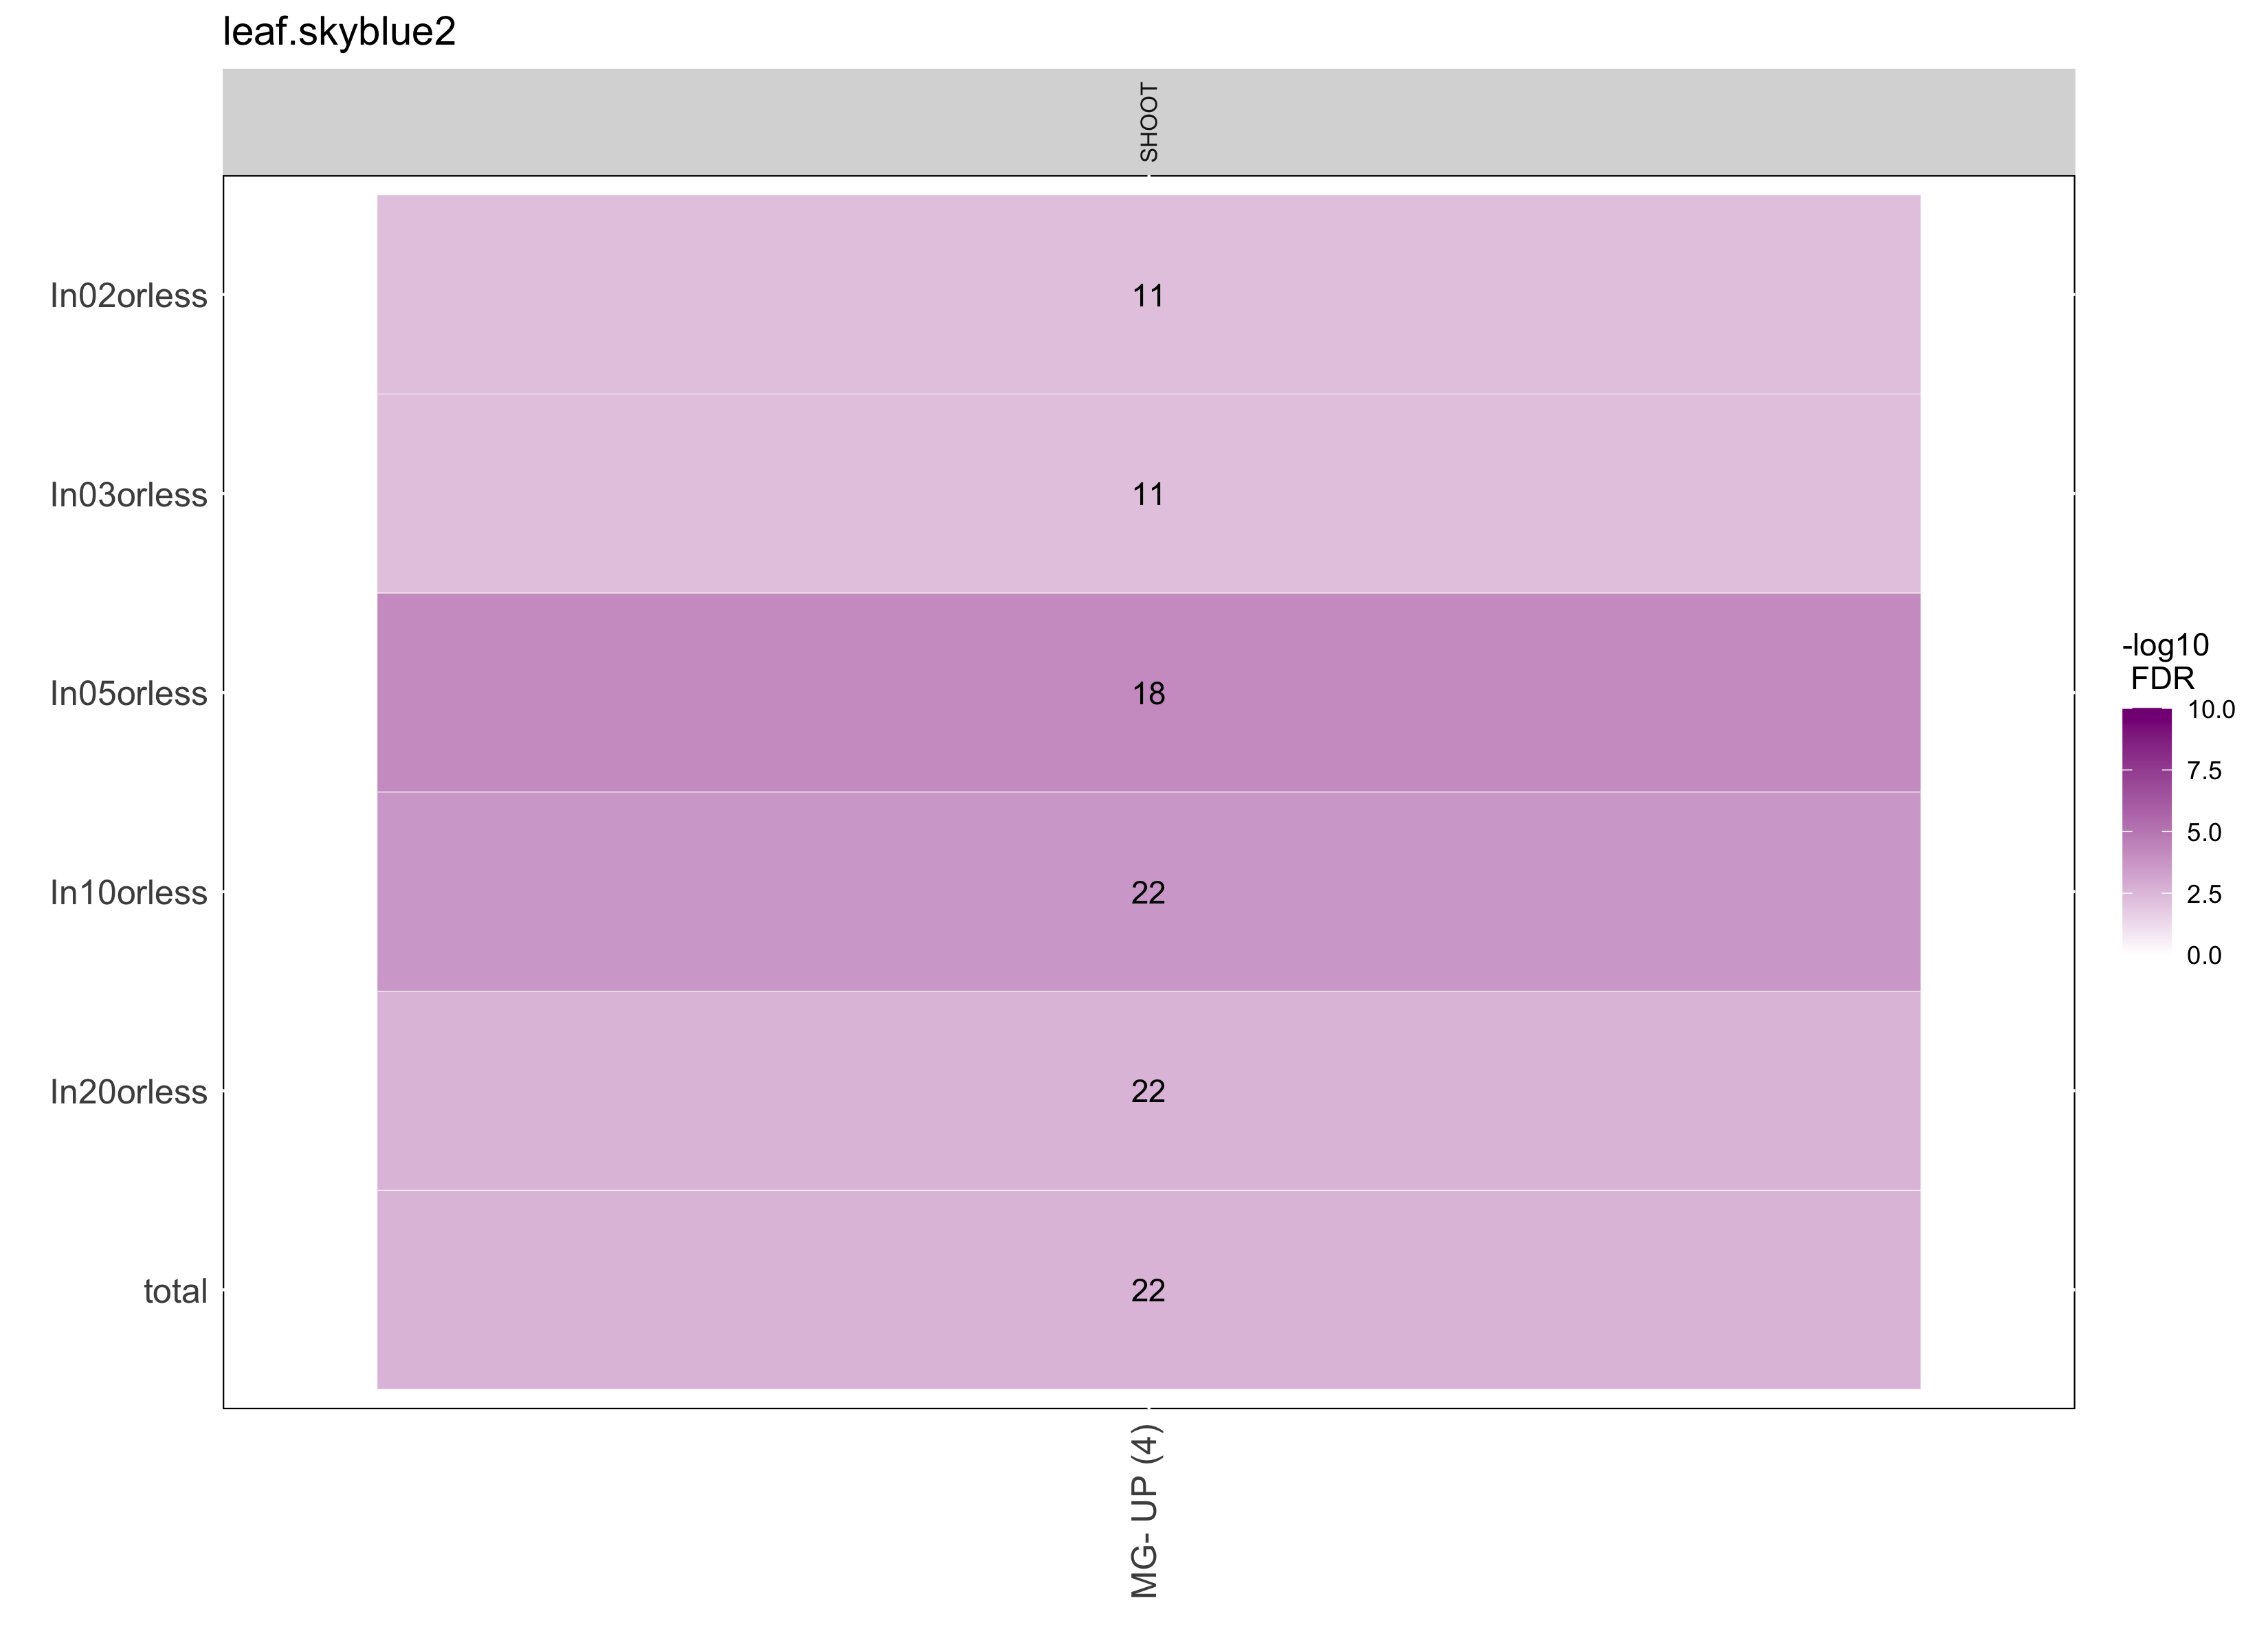 leaf.skyblue2
SHOOT
In02orless
11
In03orless
11
In05orless
18
In10orless
22
In20orless
22
total
22
MG- UP (4)
-log10
FDR
10.0
7.5
5.0
2.5
0.0